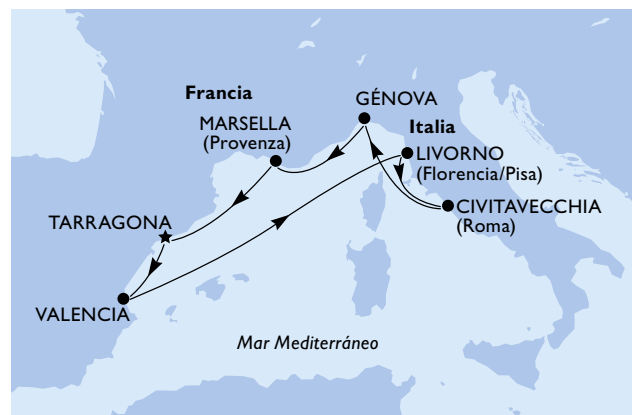 Francia
GÉNOVA
MARSELLA
(Provenza)
Italia
LIVORNO
(Florencia/Pisa)
CIVITAVECCHIA
(Roma)
TARRAGONA
VALENCIA
Mar Mediterráneo